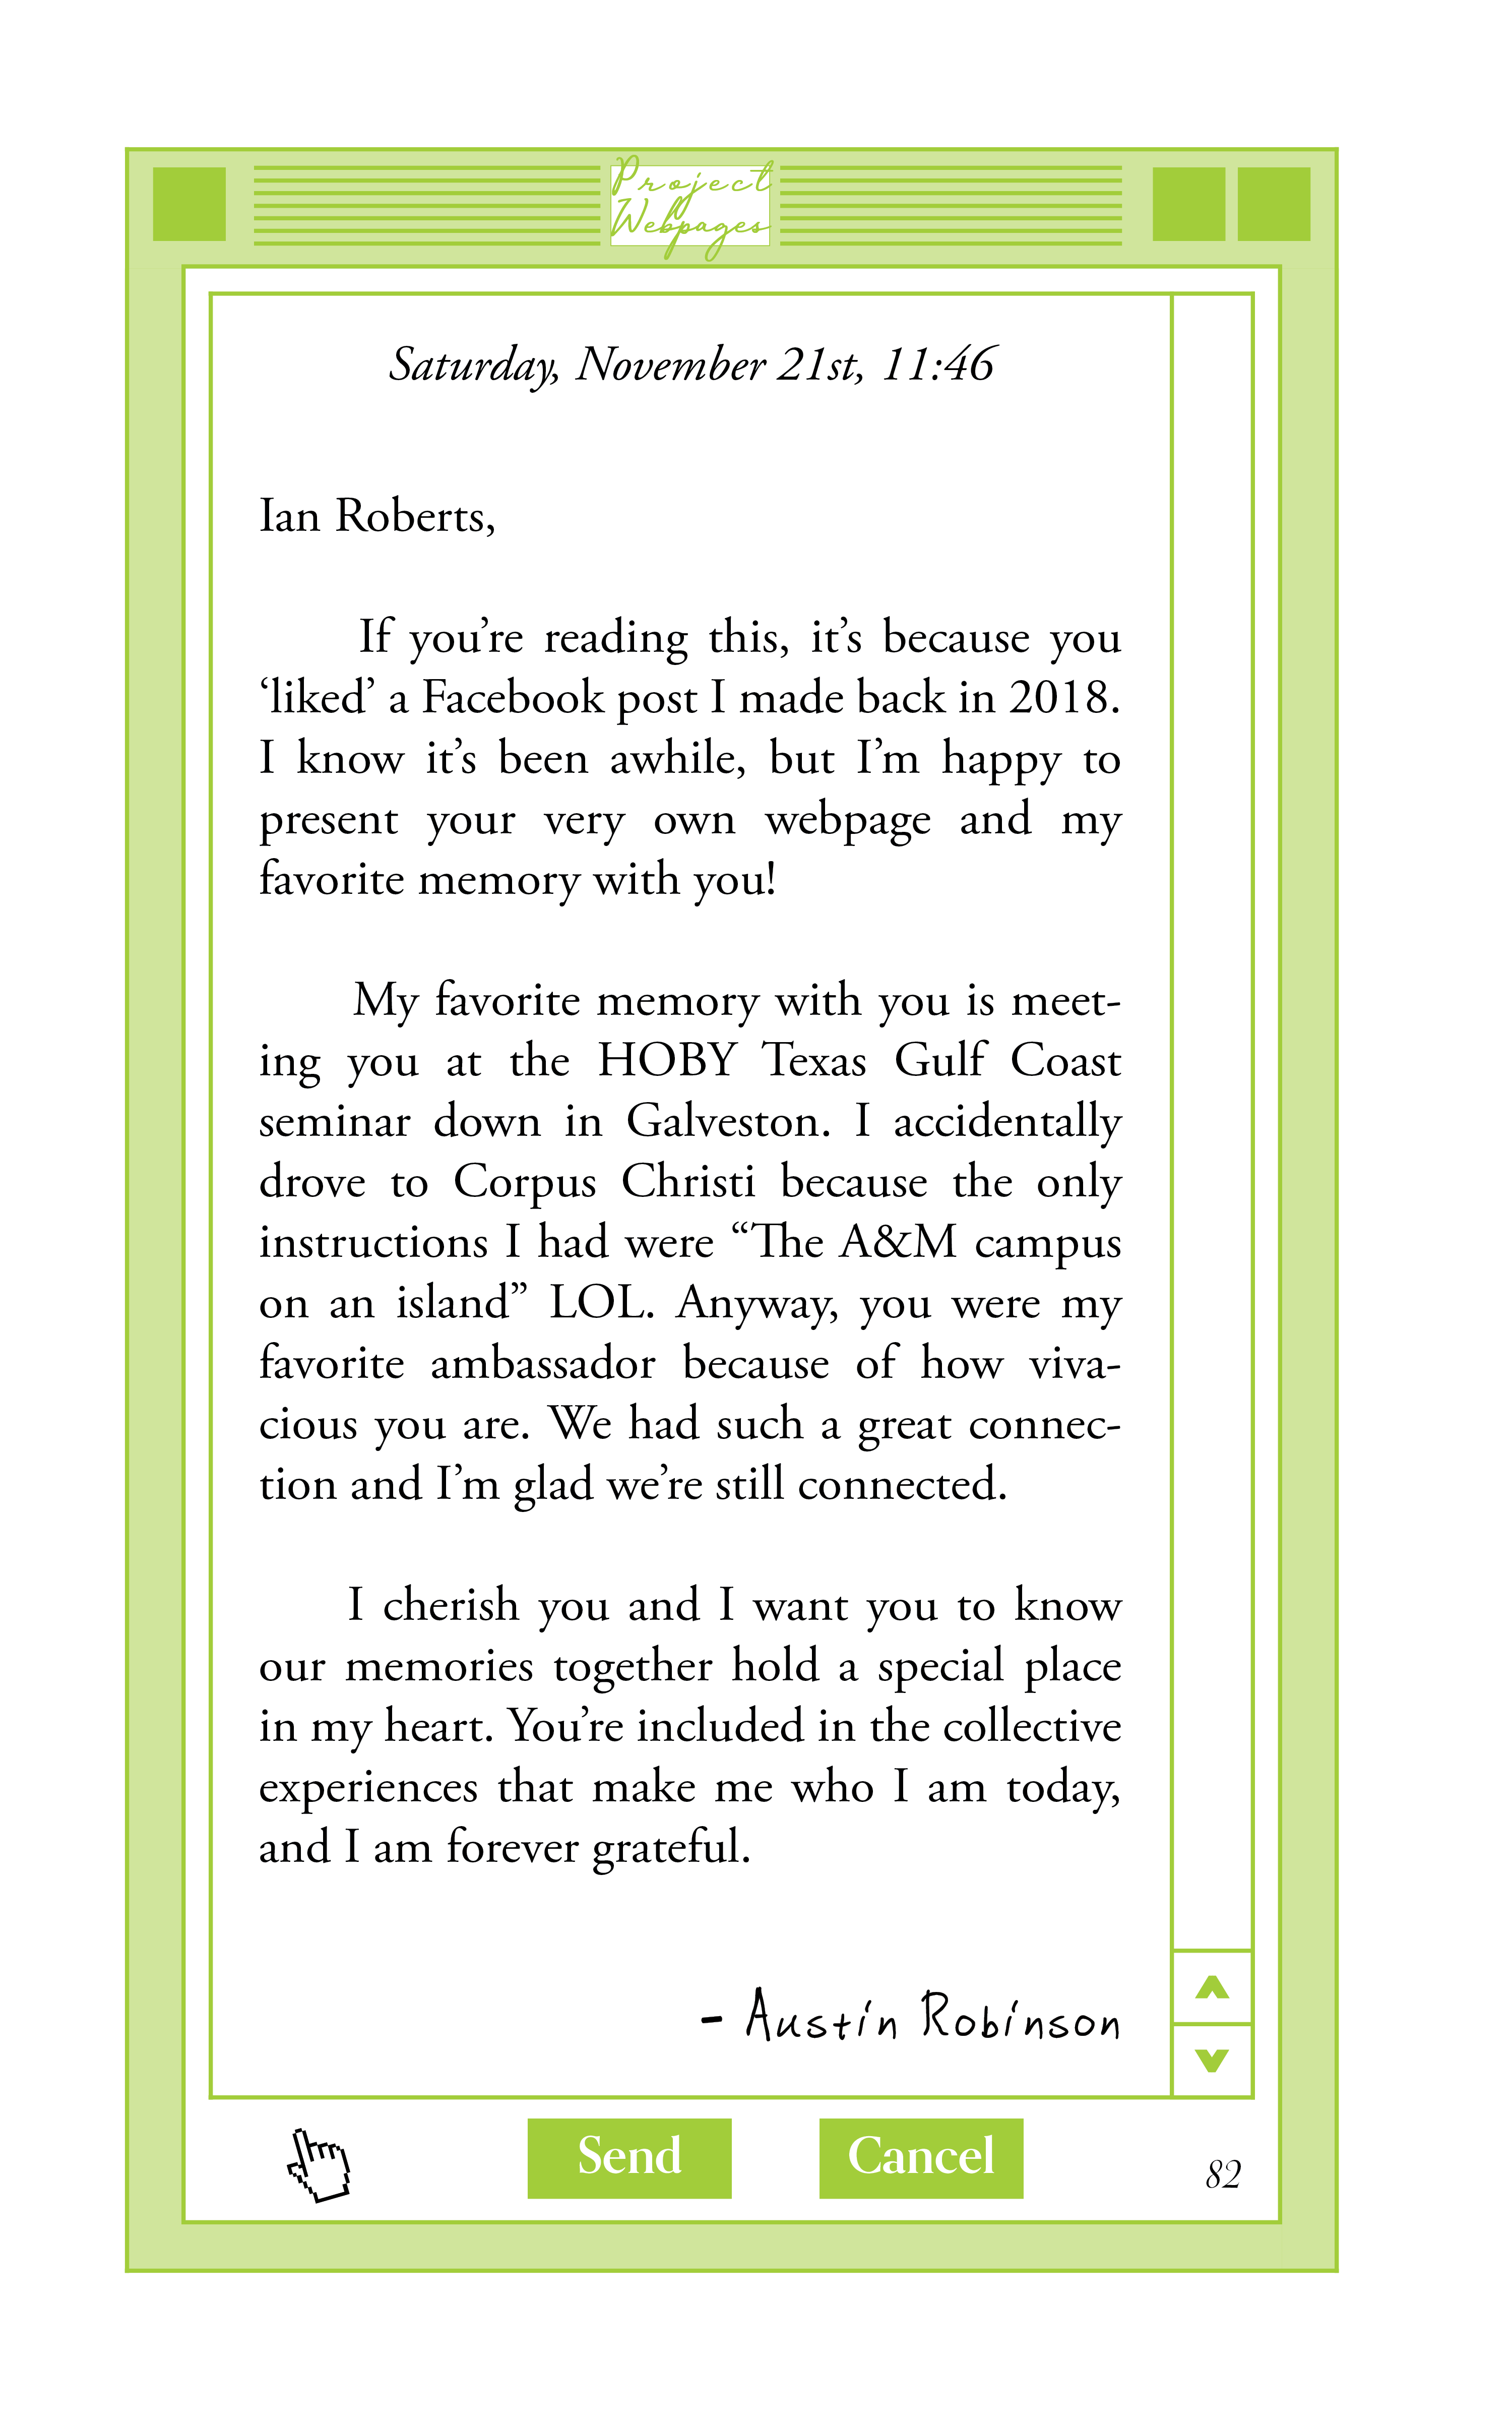 Project
Webpages
Saturday, November 21st, 11:46
Ian Roberts,
If you’re reading this, it’s because you
‘liked’ a Facebook post I made back in 2018.
I know it’s been awhile, but I’m happy to
present your very own webpage and my
favorite memory with you!
My favorite memory with you is meet-
ing you at the HOBY Texas Gulf Coast
seminar down in Galveston. I accidentally
drove to Corpus Christi because the only
instructions I had were “The A&M campus
on an island” LOL. Anyway, you were my
favorite ambassador because of how viva-
cious you are. We had such a great connec-
tion and I’m glad we’re still connected.
I cherish you and I want you to know
our memories together hold a special place
in my heart. You’re included in the collective
experiences that make me who I am today,
and I am forever grateful.
- Austin Robinson
Send Cancel
82